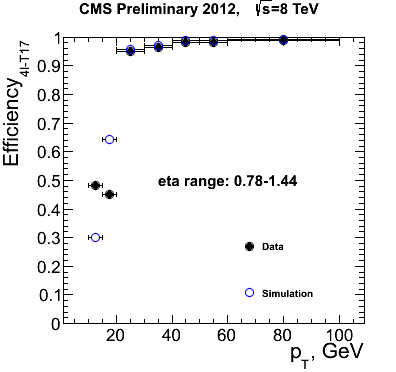 CMS Preliminary 2012, √s=8 TeV
Efficiency_4l-T17
1
0.9
0.8
0.7
0.6
0.5
0.4
0.3
0.2
0.1
0
eta range: 0.78-1.44
Data
Simulation
20 40 60 80 100
p_T, GeV